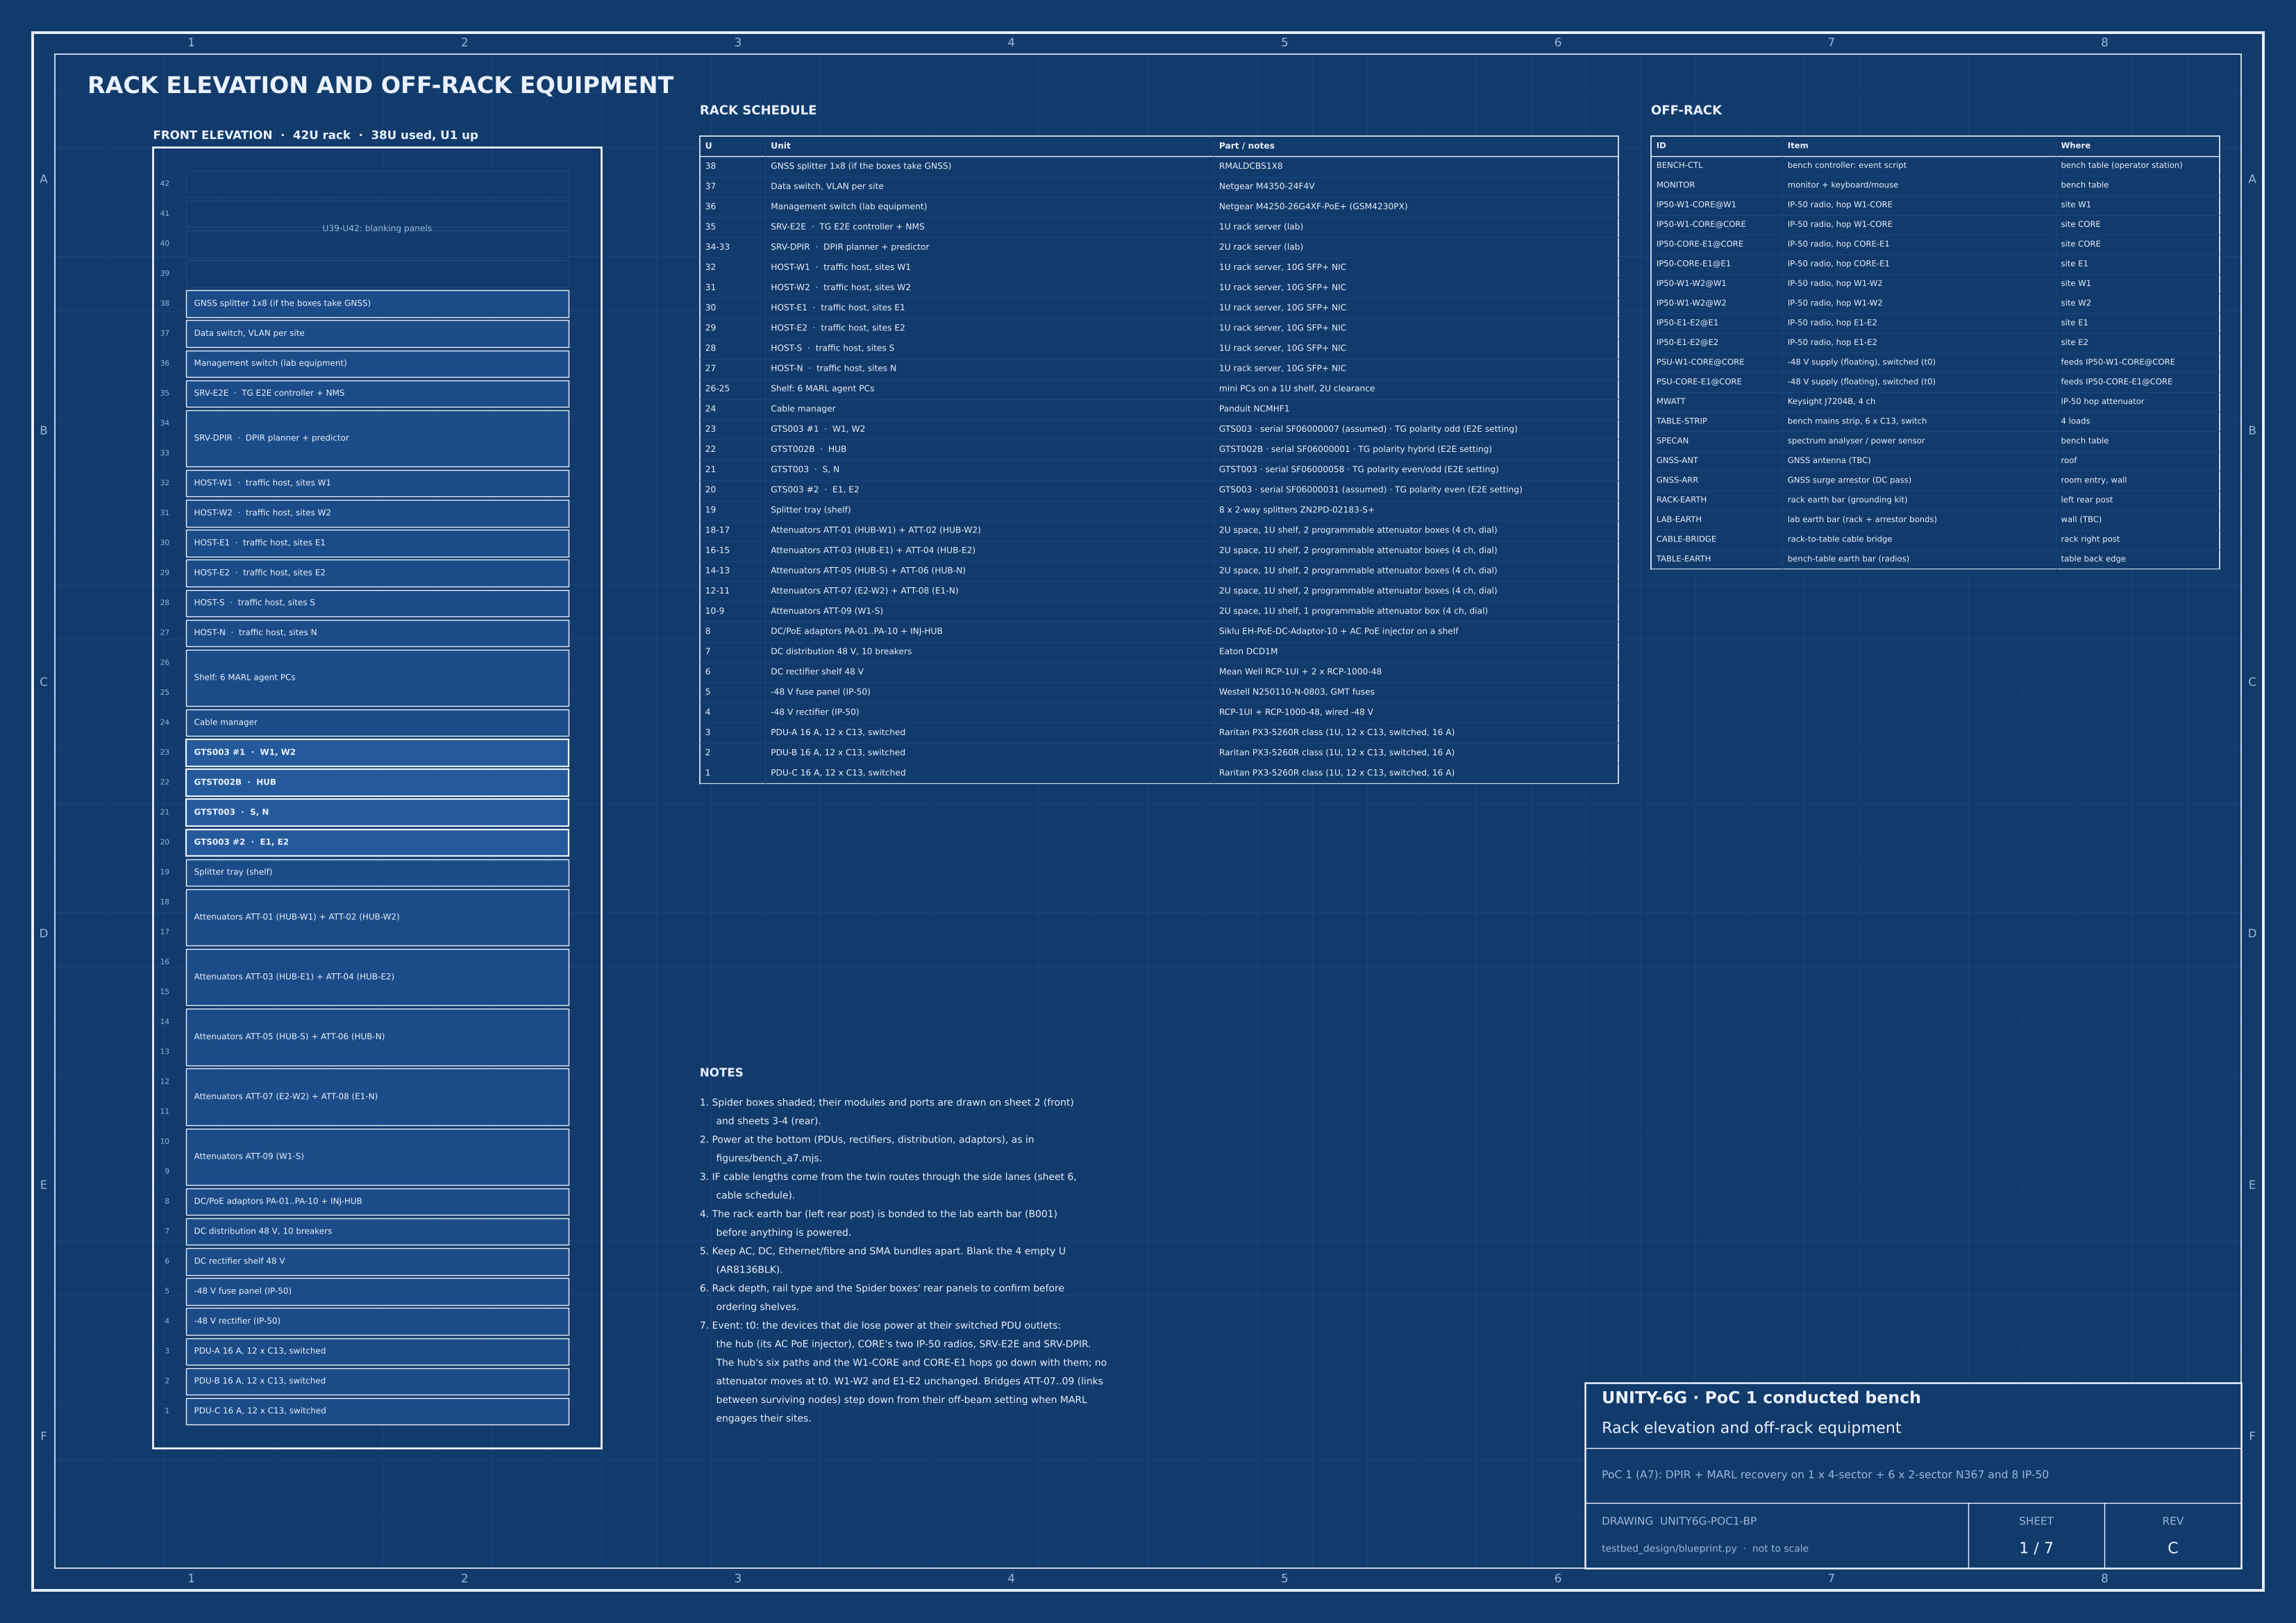 1 2 3 4 5 6 7 8
RACK ELEVATION AND OFF-RACK EQUIPMENT
FRONT ELEVATION · 42U rack · 38U used, U1 up
42
41
U39-U42: blanking panels
40
39
38 GNSS splitter 1x8 (if the boxes take GNSS)
37 Data switch, VLAN per site
36 Management switch (lab equipment)
35 SRV-E2E · TG E2E controller + NMS
34
SRV-DPIR · DPIR planner + predictor
33
32 HOST-W1 · traffic host, sites W1
31 HOST-W2 · traffic host, sites W2
30 HOST-E1 · traffic host, sites E1
29 HOST-E2 · traffic host, sites E2
28 HOST-S · traffic host, sites S
27 HOST-N · traffic host, sites N
26
Shelf: 6 MARL agent PCs
25
24 Cable manager
23 GTS003 #1 · W1, W2
22 GTST002B · HUB
21 GTST003 · S, N
20 GTS003 #2 · E1, E2
19 Splitter tray (shelf)
18
Attenuators ATT-01 (HUB-W1) + ATT-02 (HUB-W2)
17
16
Attenuators ATT-03 (HUB-E1) + ATT-04 (HUB-E2)
15
14
Attenuators ATT-05 (HUB-S) + ATT-06 (HUB-N)
13
12
Attenuators ATT-07 (E2-W2) + ATT-08 (E1-N)
11
10
Attenuators ATT-09 (W1-S)
9
8 DC/PoE adaptors PA-01..PA-10 + INJ-HUB
7 DC distribution 48 V, 10 breakers
6 DC rectifier shelf 48 V
5 -48 V fuse panel (IP-50)
4 -48 V rectifier (IP-50)
3 PDU-A 16 A, 12 x C13, switched
2 PDU-B 16 A, 12 x C13, switched
1 PDU-C 16 A, 12 x C13, switched
RACK SCHEDULE
U Unit Part / notes
38 GNSS splitter 1x8 (if the boxes take GNSS) RMALDCBS1X8
37 Data switch, VLAN per site Netgear M4350-24F4V
36 Management switch (lab equipment) Netgear M4250-26G4XF-PoE+ (GSM4230PX)
35 SRV-E2E · TG E2E controller + NMS 1U rack server (lab)
34-33 SRV-DPIR · DPIR planner + predictor 2U rack server (lab)
32 HOST-W1 · traffic host, sites W1 1U rack server, 10G SFP+ NIC
31 HOST-W2 · traffic host, sites W2 1U rack server, 10G SFP+ NIC
30 HOST-E1 · traffic host, sites E1 1U rack server, 10G SFP+ NIC
29 HOST-E2 · traffic host, sites E2 1U rack server, 10G SFP+ NIC
28 HOST-S · traffic host, sites S 1U rack server, 10G SFP+ NIC
27 HOST-N · traffic host, sites N 1U rack server, 10G SFP+ NIC
26-25 Shelf: 6 MARL agent PCs mini PCs on a 1U shelf, 2U clearance
24 Cable manager Panduit NCMHF1
23 GTS003 #1 · W1, W2 GTS003 · serial SF06000007 (assumed) · TG polarity odd (E2E setting)
22 GTST002B · HUB GTST002B · serial SF06000001 · TG polarity hybrid (E2E setting)
21 GTST003 · S, N GTST003 · serial SF06000058 · TG polarity even/odd (E2E setting)
20 GTS003 #2 · E1, E2 GTS003 · serial SF06000031 (assumed) · TG polarity even (E2E setting)
19 Splitter tray (shelf) 8 x 2-way splitters ZN2PD-02183-S+
18-17 Attenuators ATT-01 (HUB-W1) + ATT-02 (HUB-W2) 2U space, 1U shelf, 2 programmable attenuator boxes (4 ch, dial)
16-15 Attenuators ATT-03 (HUB-E1) + ATT-04 (HUB-E2) 2U space, 1U shelf, 2 programmable attenuator boxes (4 ch, dial)
14-13 Attenuators ATT-05 (HUB-S) + ATT-06 (HUB-N) 2U space, 1U shelf, 2 programmable attenuator boxes (4 ch, dial)
12-11 Attenuators ATT-07 (E2-W2) + ATT-08 (E1-N) 2U space, 1U shelf, 2 programmable attenuator boxes (4 ch, dial)
10-9 Attenuators ATT-09 (W1-S) 2U space, 1U shelf, 1 programmable attenuator box (4 ch, dial)
8 DC/PoE adaptors PA-01..PA-10 + INJ-HUB Siklu EH-PoE-DC-Adaptor-10 + AC PoE injector on a shelf
7 DC distribution 48 V, 10 breakers Eaton DCD1M
6 DC rectifier shelf 48 V Mean Well RCP-1UI + 2 x RCP-1000-48
5 -48 V fuse panel (IP-50) Westell N250110-N-0803, GMT fuses
4 -48 V rectifier (IP-50) RCP-1UI + RCP-1000-48, wired -48 V
3 PDU-A 16 A, 12 x C13, switched Raritan PX3-5260R class (1U, 12 x C13, switched, 16 A)
2 PDU-B 16 A, 12 x C13, switched Raritan PX3-5260R class (1U, 12 x C13, switched, 16 A)
1 PDU-C 16 A, 12 x C13, switched Raritan PX3-5260R class (1U, 12 x C13, switched, 16 A)
OFF-RACK
ID Item Where
BENCH-CTL bench controller: event script bench table (operator station)
MONITOR monitor + keyboard/mouse bench table
IP50-W1-CORE@W1 IP-50 radio, hop W1-CORE site W1
IP50-W1-CORE@CORE IP-50 radio, hop W1-CORE site CORE
IP50-CORE-E1@CORE IP-50 radio, hop CORE-E1 site CORE
IP50-CORE-E1@E1 IP-50 radio, hop CORE-E1 site E1
IP50-W1-W2@W1 IP-50 radio, hop W1-W2 site W1
IP50-W1-W2@W2 IP-50 radio, hop W1-W2 site W2
IP50-E1-E2@E1 IP-50 radio, hop E1-E2 site E1
IP50-E1-E2@E2 IP-50 radio, hop E1-E2 site E2
PSU-W1-CORE@CORE -48 V supply (floating), switched (t0) feeds IP50-W1-CORE@CORE
PSU-CORE-E1@CORE -48 V supply (floating), switched (t0) feeds IP50-CORE-E1@CORE
MWATT Keysight J7204B, 4 ch IP-50 hop attenuator
TABLE-STRIP bench mains strip, 6 x C13, switch 4 loads
SPECAN spectrum analyser / power sensor bench table
GNSS-ANT GNSS antenna (TBC) roof
GNSS-ARR GNSS surge arrestor (DC pass) room entry, wall
RACK-EARTH rack earth bar (grounding kit) left rear post
LAB-EARTH lab earth bar (rack + arrestor bonds) wall (TBC)
CABLE-BRIDGE rack-to-table cable bridge rack right post
TABLE-EARTH bench-table earth bar (radios) table back edge
NOTES
1. Spider boxes shaded; their modules and ports are drawn on sheet 2 (front)
and sheets 3-4 (rear).
2. Power at the bottom (PDUs, rectifiers, distribution, adaptors), as in
figures/bench_a7.mjs.
3. IF cable lengths come from the twin routes through the side lanes (sheet 6,
cable schedule).
4. The rack earth bar (left rear post) is bonded to the lab earth bar (B001)
before anything is powered.
5. Keep AC, DC, Ethernet/fibre and SMA bundles apart. Blank the 4 empty U
(AR8136BLK).
6. Rack depth, rail type and the Spider boxes' rear panels to confirm before
ordering shelves.
7. Event: t0: the devices that die lose power at their switched PDU outlets:
the hub (its AC PoE injector), CORE's two IP-50 radios, SRV-E2E and SRV-DPIR.
The hub's six paths and the W1-CORE and CORE-E1 hops go down with them; no
attenuator moves at t0. W1-W2 and E1-E2 unchanged. Bridges ATT-07..09 (links
between surviving nodes) step down from their off-beam setting when MARL
engages their sites.
UNITY-6G · PoC 1 conducted bench
Rack elevation and off-rack equipment
PoC 1 (A7): DPIR + MARL recovery on 1 x 4-sector + 6 x 2-sector N367 and 8 IP-50
DRAWING UNITY6G-POC1-BP
testbed_design/blueprint.py · not to scale
SHEET
1 / 7
REV
C
A A
B B
C C
D D
E E
F F
1 2 3 4 5 6 7 8